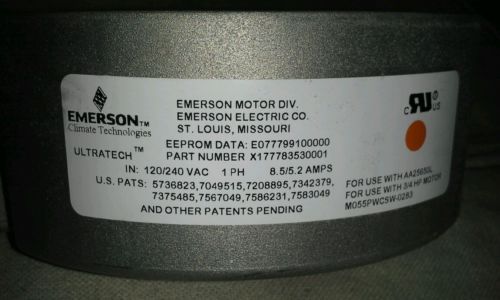 EMERSON™
Climate Technologies
ULTRATECH™
EMERSON MOTOR DIV.
EMERSON ELECTRIC CO.
ST. LOUIS, MISSOURI
EEPROM DATA: E077799100000
PART NUMBER X177783530001
IN: 120/240 VAC 1 PH 8.5/5.2 AMPS
U.S. PATS: 5736823,7049515,7208895,7342379,
7375485,7567049,7586231,7583049
AND OTHER PATENTS PENDING
C US
FOR USE WITH
FOR USE WITH 3/4 HP MOTOR
M055PWCSW-0283